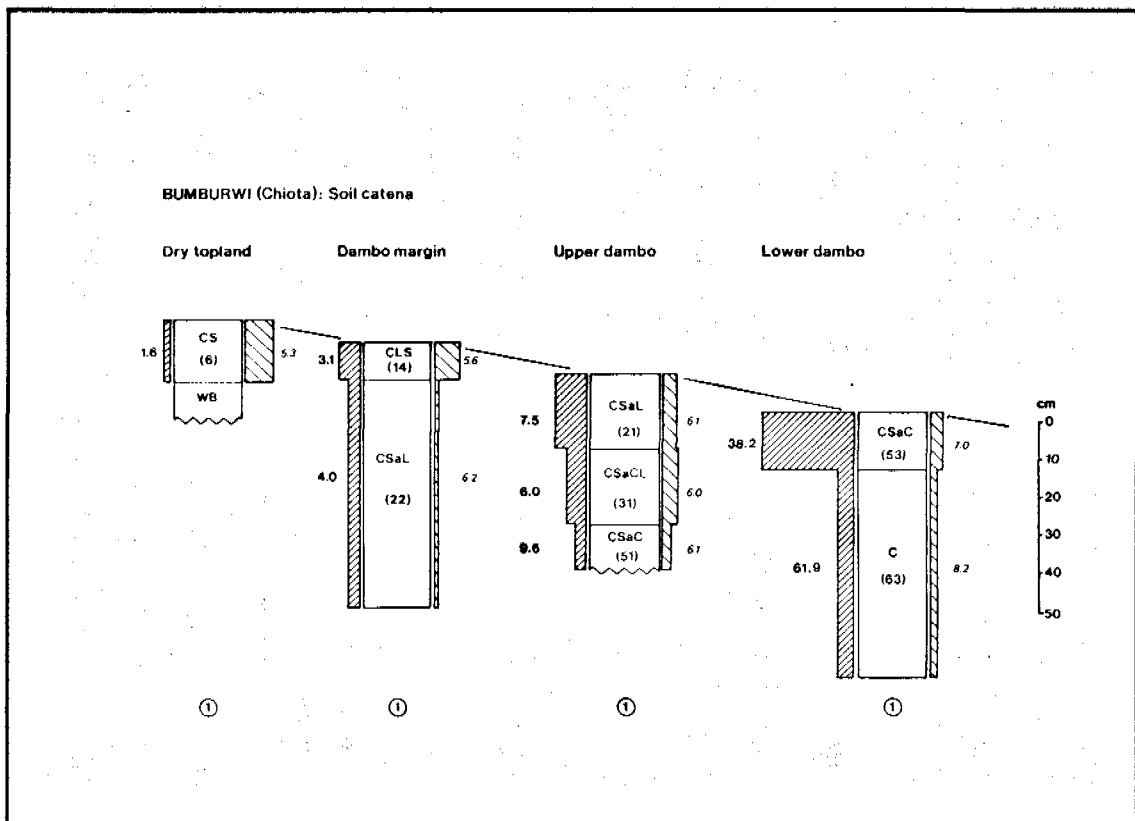 BUMBURWI (Chiota): Soil catena
Dry topland Dambo margin Upper dambo Lower dambo
1.6 CS (6) 5.3
WB
3.1 CLS (14) 5.6
4.0 CSaL (22) 6.2
7.5 CSaL (21) 6.1
6.0 CSaCL (31) 6.0
9.6 CSaC (51) 6.1
38.2 CSaC (53) 7.0
61.9 C (63) 8.2
cm
0
10
20
30
40
50
1 1 1 1